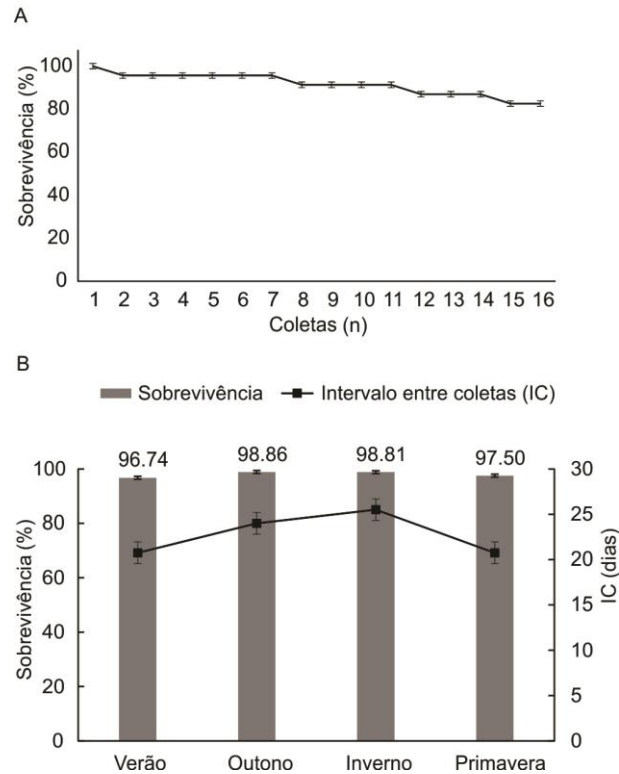 A
Sobrevivência (%)
100
80
60
40
20
0
1 2 3 4 5 6 7 8 9 10 11 12 13 14 15 16
Coletas (n)
B
Sobrevivência Intervalo entre coletas (IC)
Sobrevivência (%)
100
80
60
40
20
0
96.74 98.86 98.81 97.50
30
25
20
15
10
5
0
IC (dias)
Verão Outono Inverno Primavera